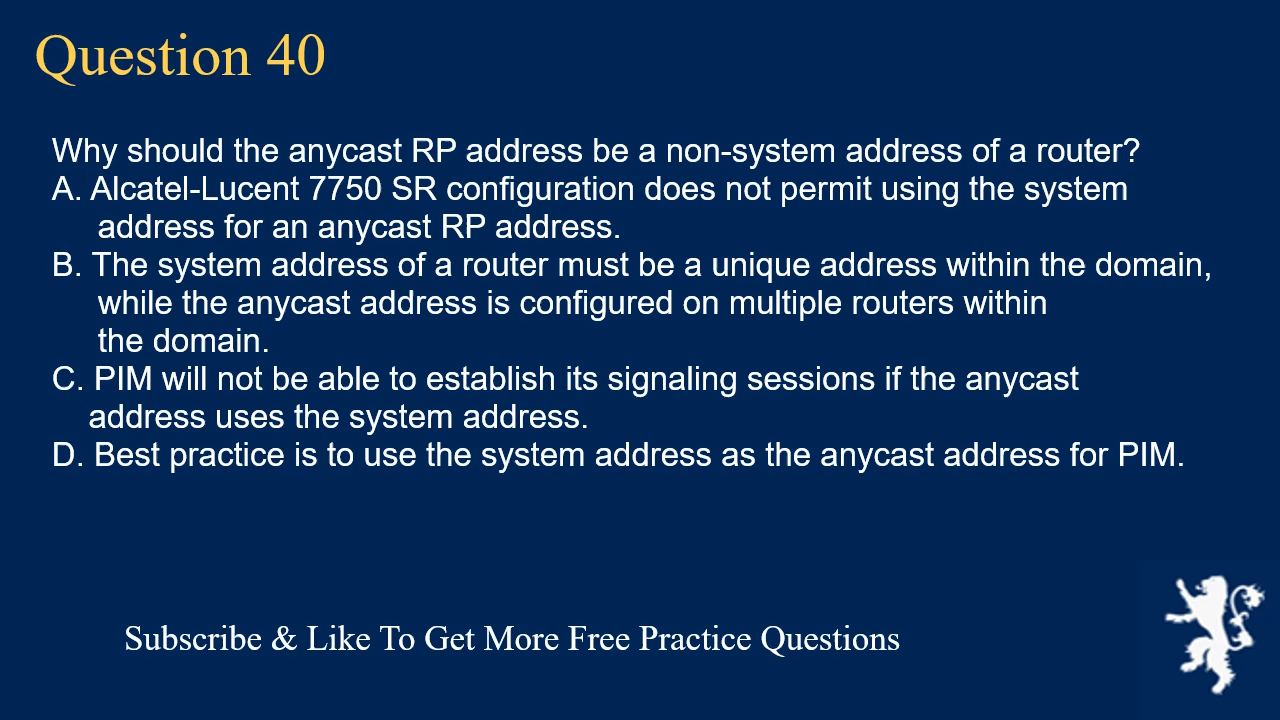 Question 40
Why should the anycast RP address be a non-system address of a router?
A. Alcatel-Lucent 7750 SR configuration does not permit using the system
address for an anycast RP address.
B. The system address of a router must be a unique address within the domain,
while the anycast address is configured on multiple routers within
the domain.
C. PIM will not be able to establish its signaling sessions if the anycast
address uses the system address.
D. Best practice is to use the system address as the anycast address for PIM.
Subscribe & Like To Get More Free Practice Questions